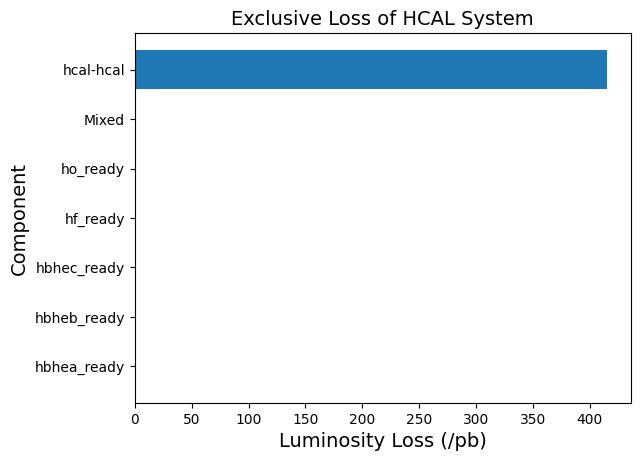 Exclusive Loss of HCAL System
Component
hcal-hcal
Mixed
ho_ready
hf_ready
hbhec_ready
hbheb_ready
hbhea_ready
0 50 100 150 200 250 300 350 400
Luminosity Loss (/pb)